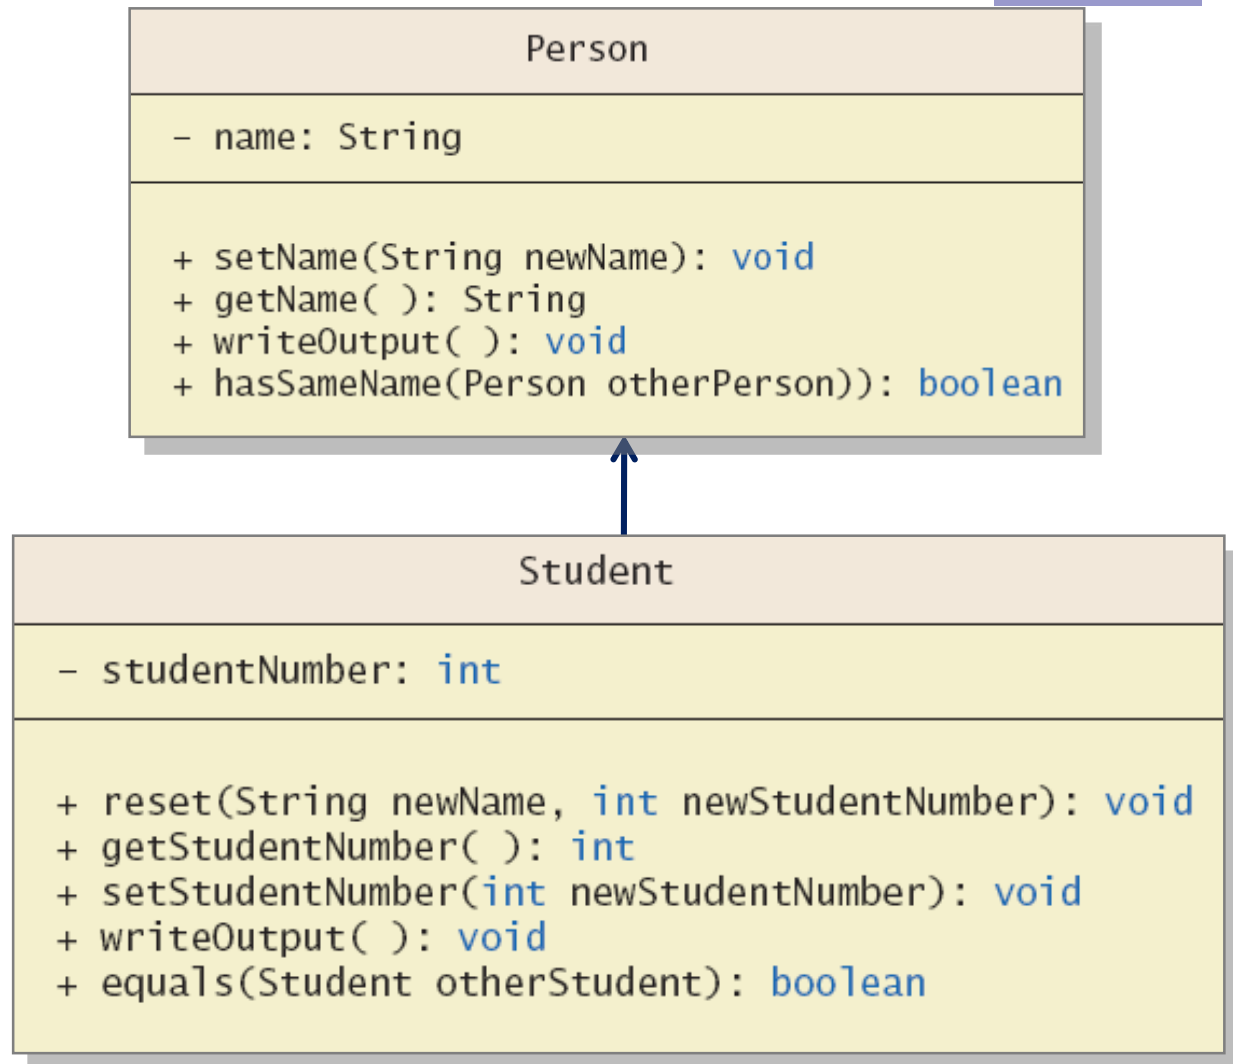 Person
– name: String
+ setName(String newName): void
+ getName( ): String
+ writeOutput( ): void
+ hasSameName(Person otherPerson)): boolean
Student
– studentNumber: int
+ reset(String newName, int newStudentNumber): void
+ getStudentNumber( ): int
+ setStudentNumber(int newStudentNumber): void
+ writeOutput( ): void
+ equals(Student otherStudent): boolean